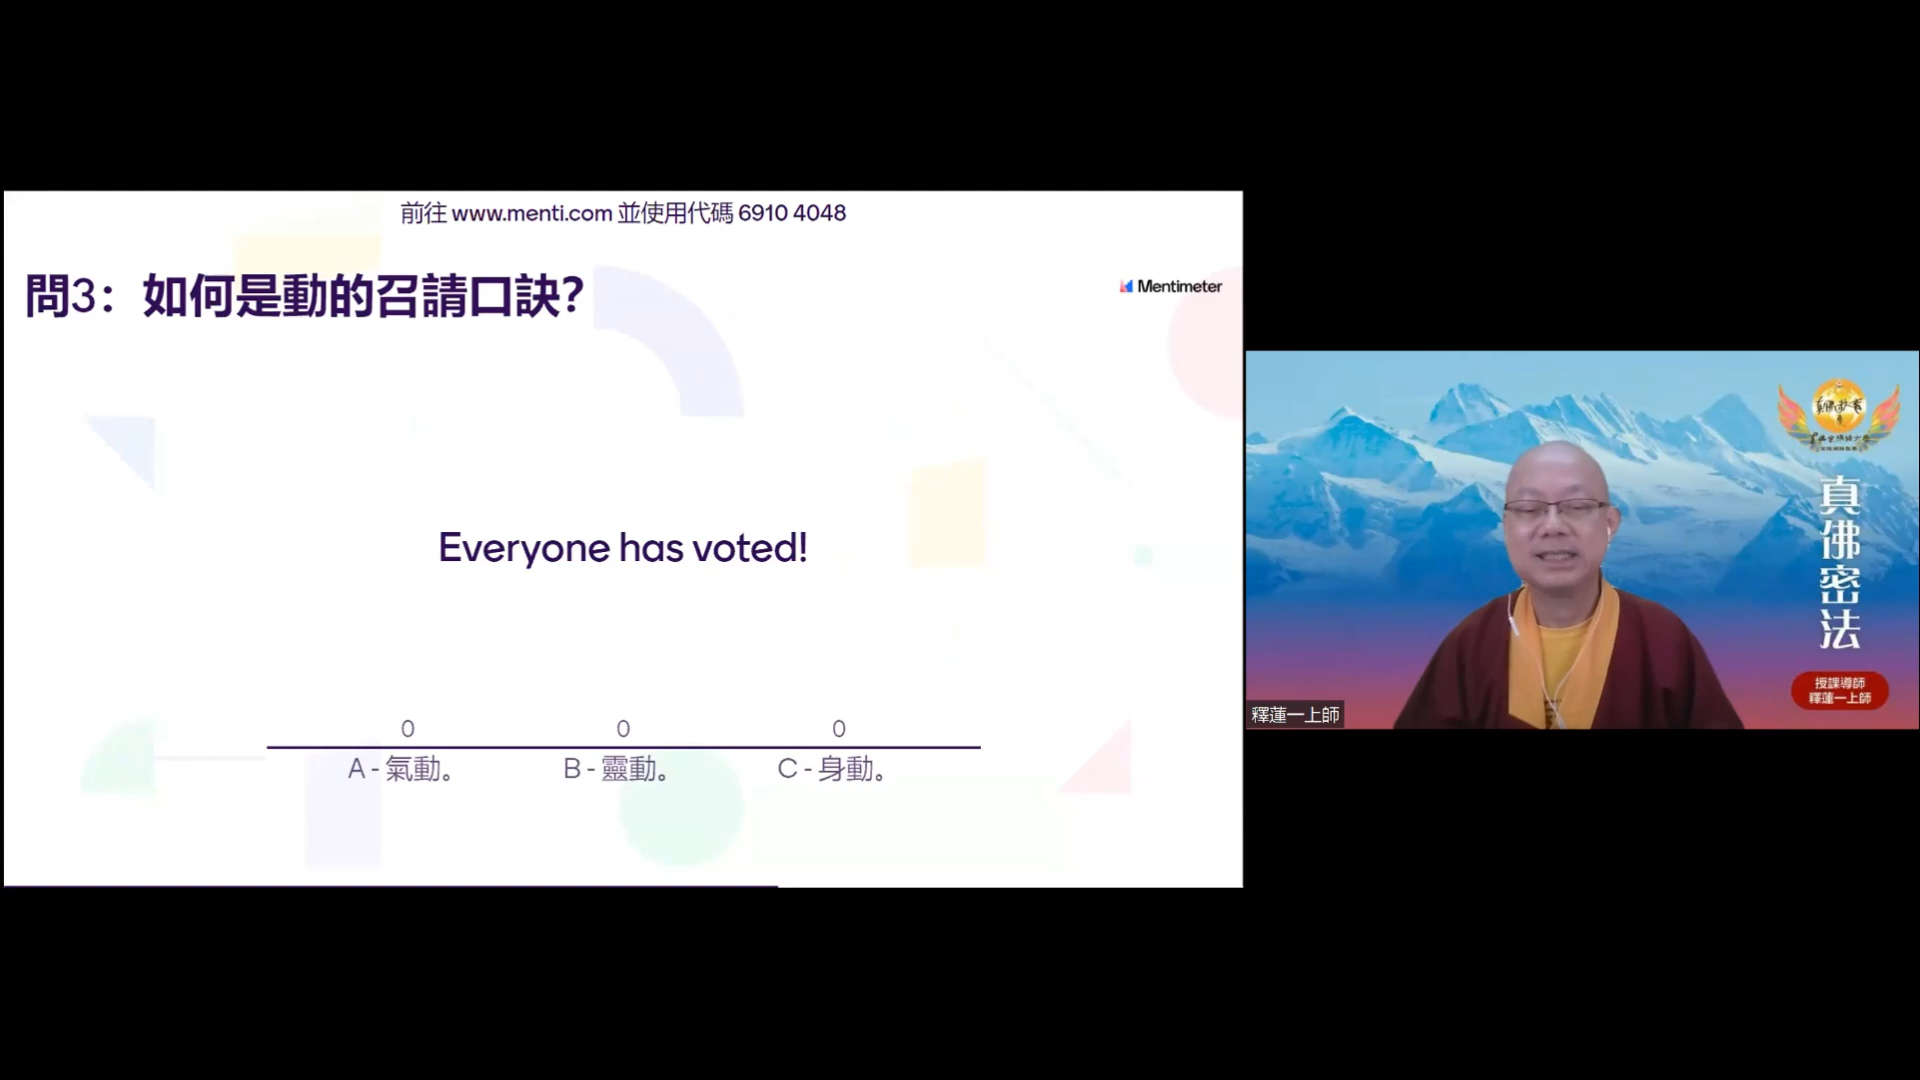 前往 www.menti.com 並使用代碼 6910 4048
問3：如何是動的召請口訣？
Mentimeter
Everyone has voted!
0
0
0
A - 氣動。
B - 靈動。
C - 身動。
真佛密法
授課導師
釋蓮一上師
釋蓮一上師